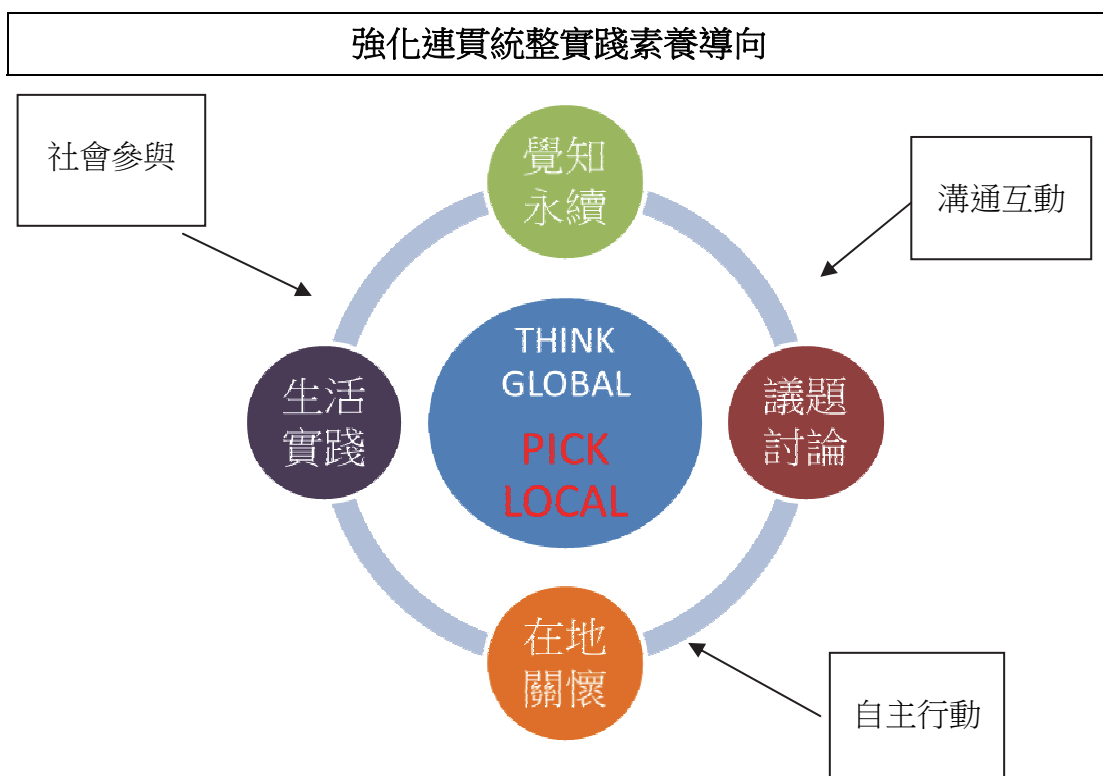 強化連貫統整實踐素養導向
社會參與
覺知
永續
溝通互動
THINK
GLOBAL
PICK
LOCAL
生活
實踐
議題
討論
在地
關懷
自主行動